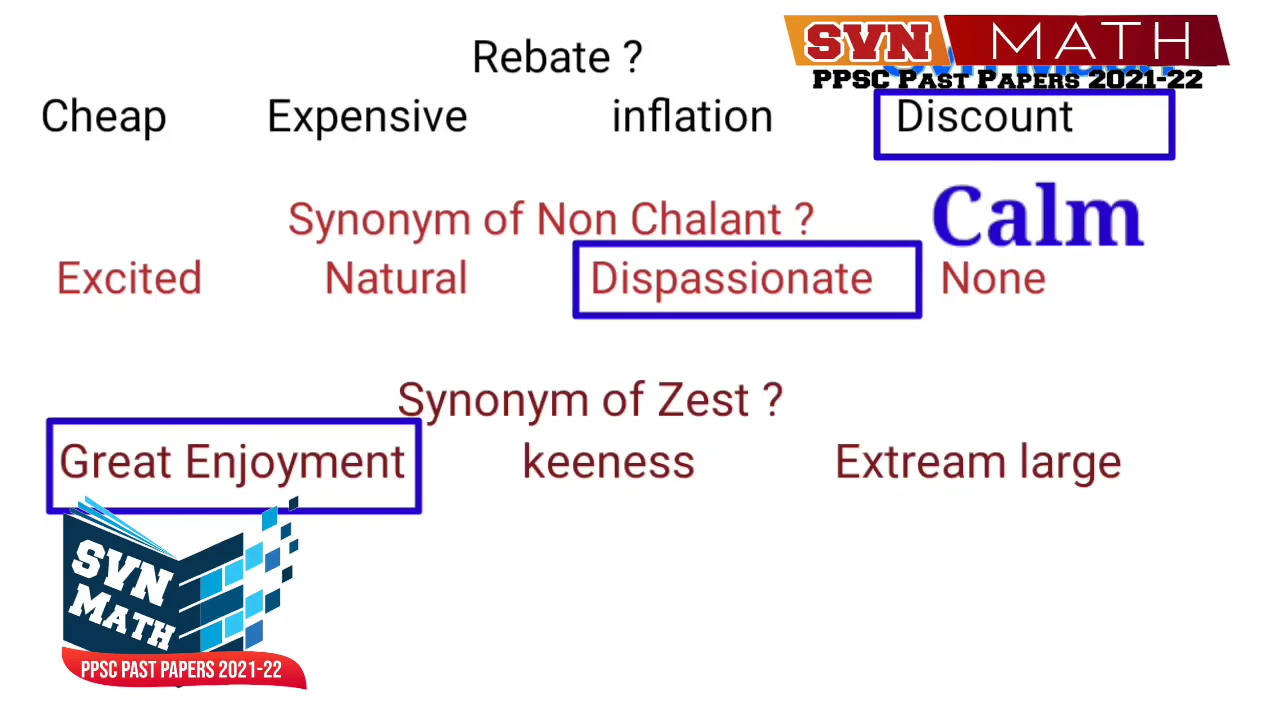 SVN MATH
PPSC PAST PAPERS 2021-22
Rebate ?
Cheap Expensive inflation Discount
Synonym of Non Chalant ? Calm
Excited Natural Dispassionate None
Synonym of Zest ?
Great Enjoyment keeness Extream large
SVN
MATH
PPSC PAST PAPERS 2021-22